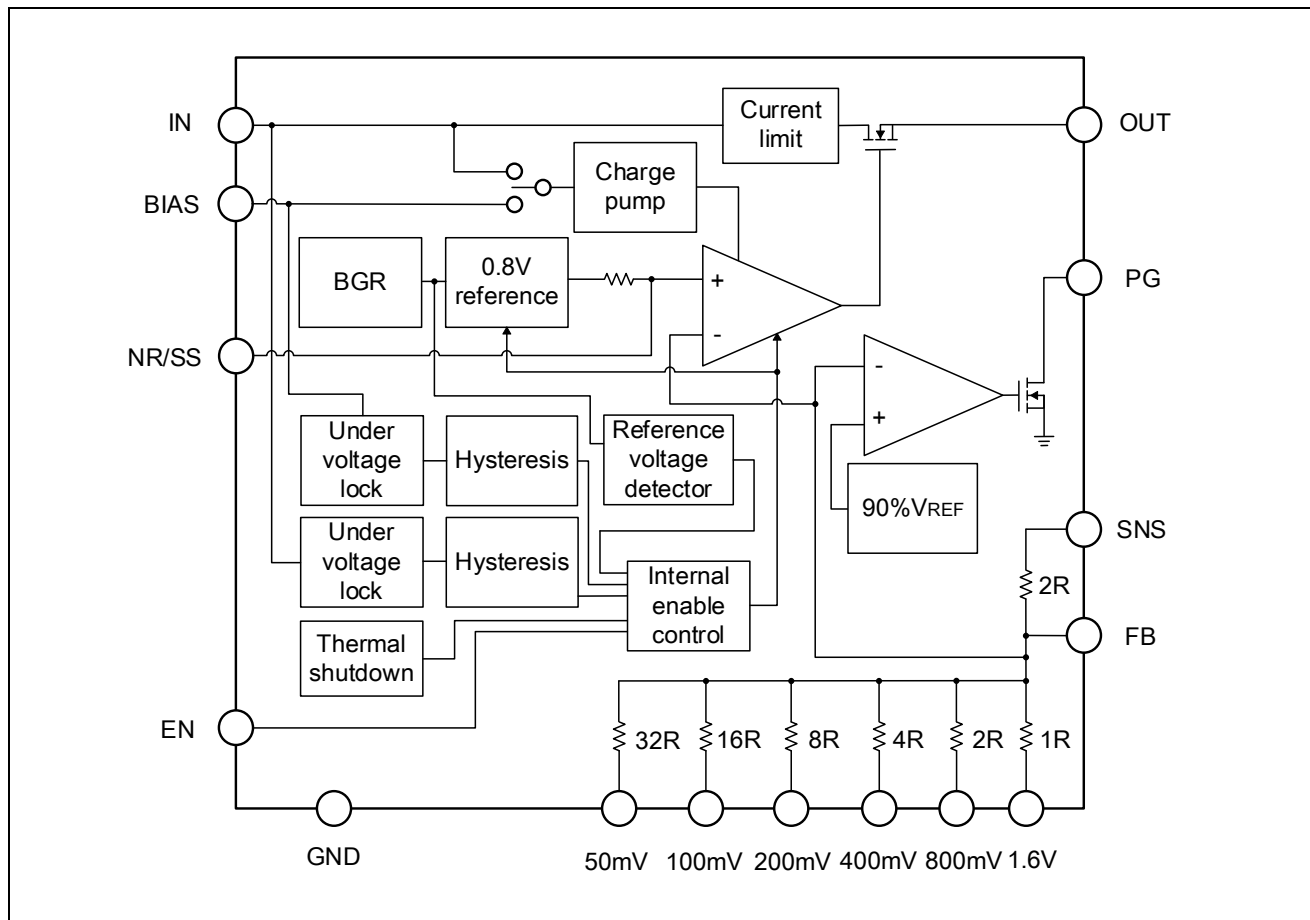 IN
Current
limit
OUT
Charge
pump
BIAS
BGR
0.8V
reference
+
-
PG
NR/SS
-
+
Under
voltage
lock
Hysteresis
Reference
voltage
detector
90%VREF
SNS
Under
voltage
lock
Hysteresis
Internal
enable
control
2R
Thermal
shutdown
FB
EN
32R
16R
8R
4R
2R
1R
GND
50mV
100mV
200mV
400mV
800mV
1.6V